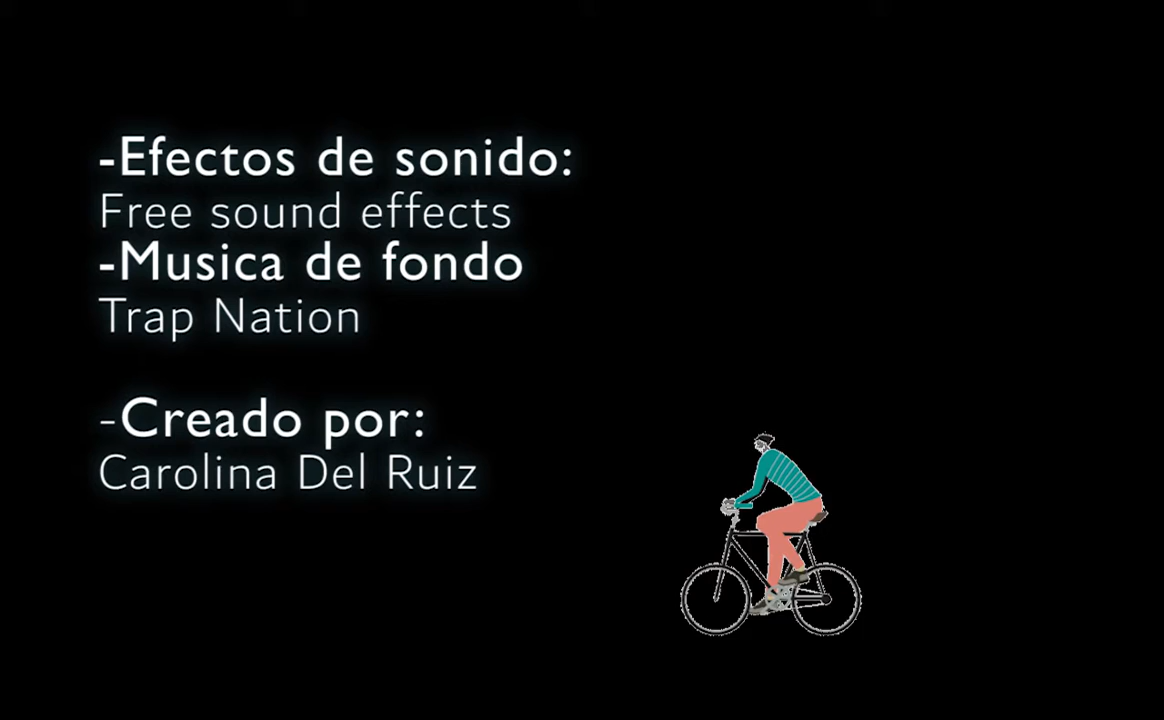 -Efectos de sonido:
Free sound effects
-Musica de fondo
Trap Nation
-Creado por:
Carolina Del Ruiz